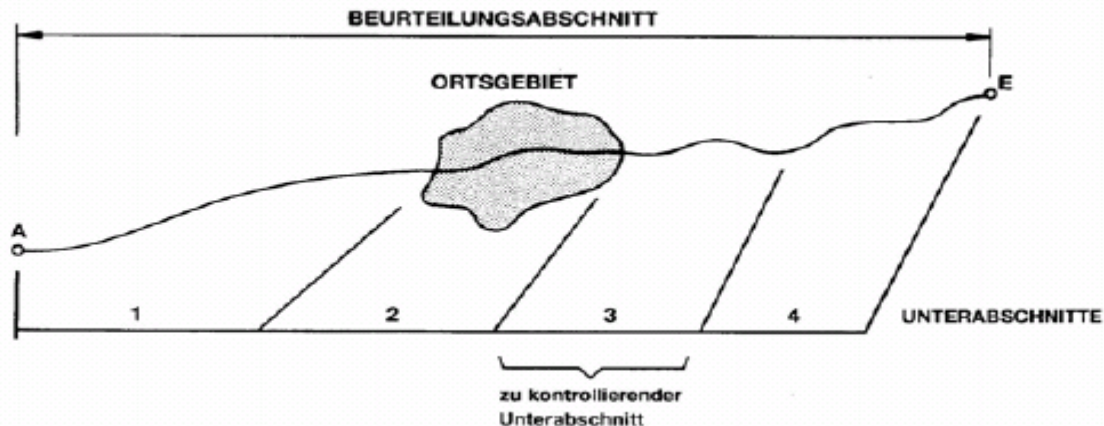 BEURTEILUNGSABSCHNITT
ORTSGEBIET
E
A
1 2 3 4 UNTERABSCHNITTE
zu kontrollierender
Unterabschnitt